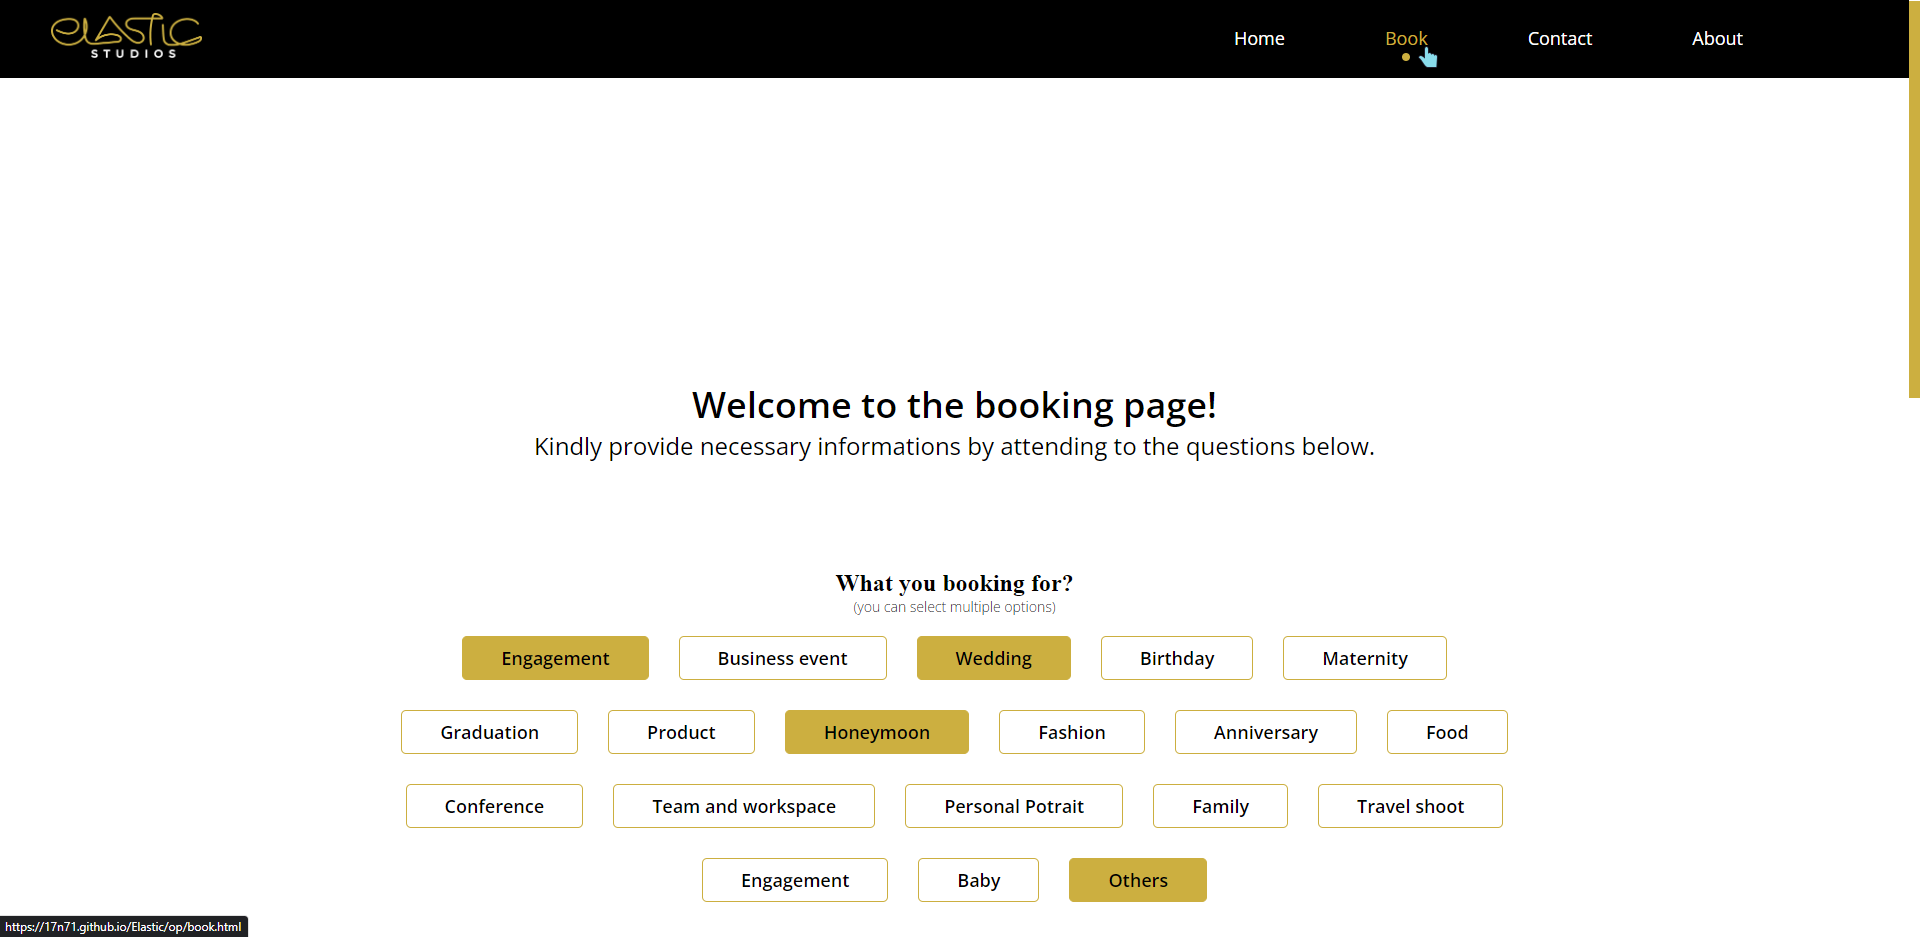 elastic
STUDIOS
Home Book Contact About
Welcome to the booking page!
Kindly provide necessary informations by attending to the questions below.
What you booking for?
(you can select multiple options)
Engagement Business event Wedding Birthday Maternity
Graduation Product Honeymoon Fashion Anniversary Food
Conference Team and workspace Personal Potrait Family Travel shoot
Engagement Baby Others
https://17n71.github.io/Elastic/op/book.html